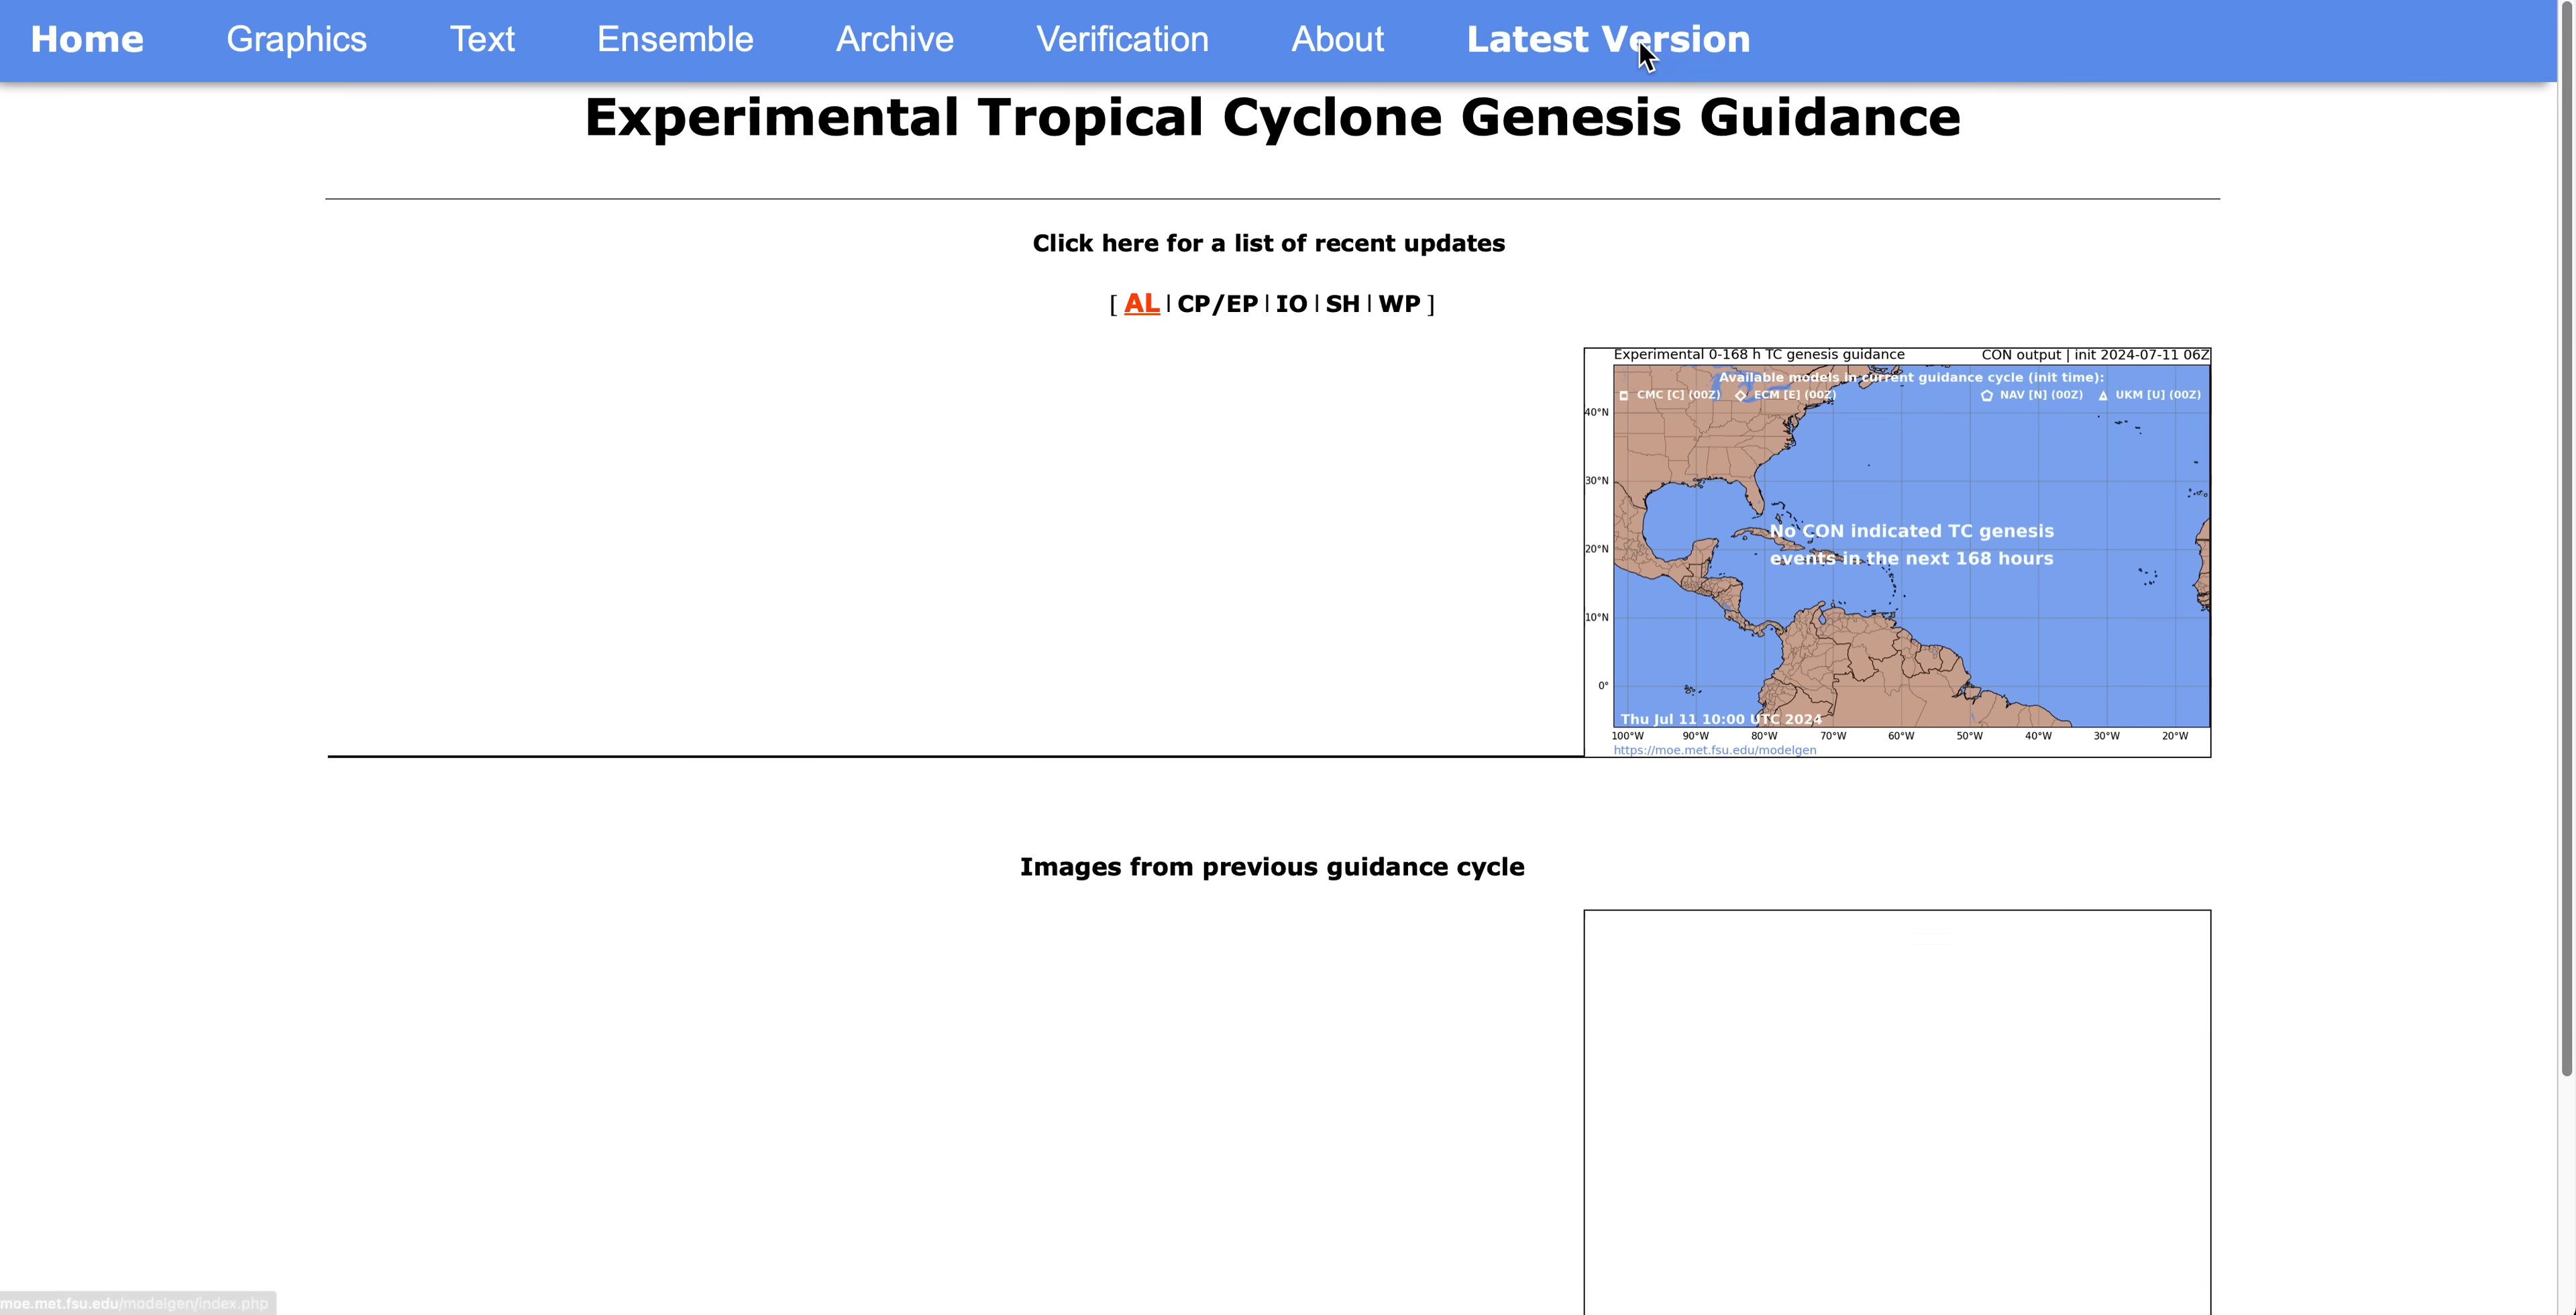 Home Graphics Text Ensemble Archive Verification About Latest Version
Experimental Tropical Cyclone Genesis Guidance
Click here for a list of recent updates
[ AL | CP/EP | IO | SH | WP ]
Experimental 0-168 h TC genesis guidance CON output | init 2024-07-11 06Z
Available models in current guidance cycle (init time):
CMC [C] (00Z) ECM [E] (00Z) NAV [N] (00Z) UKM [U] (00Z)
40°N
30°N
No CON indicated TC genesis
20°N
events in the next 168 hours
10°N
0°
Thu Jul 11 10:00 UTC 2024
100°W 90°W 80°W 70°W 60°W 50°W 40°W 30°W 20°W
https://moe.met.fsu.edu/modelgen
Images from previous guidance cycle
moe.met.fsu.edu/modelgen/index.php